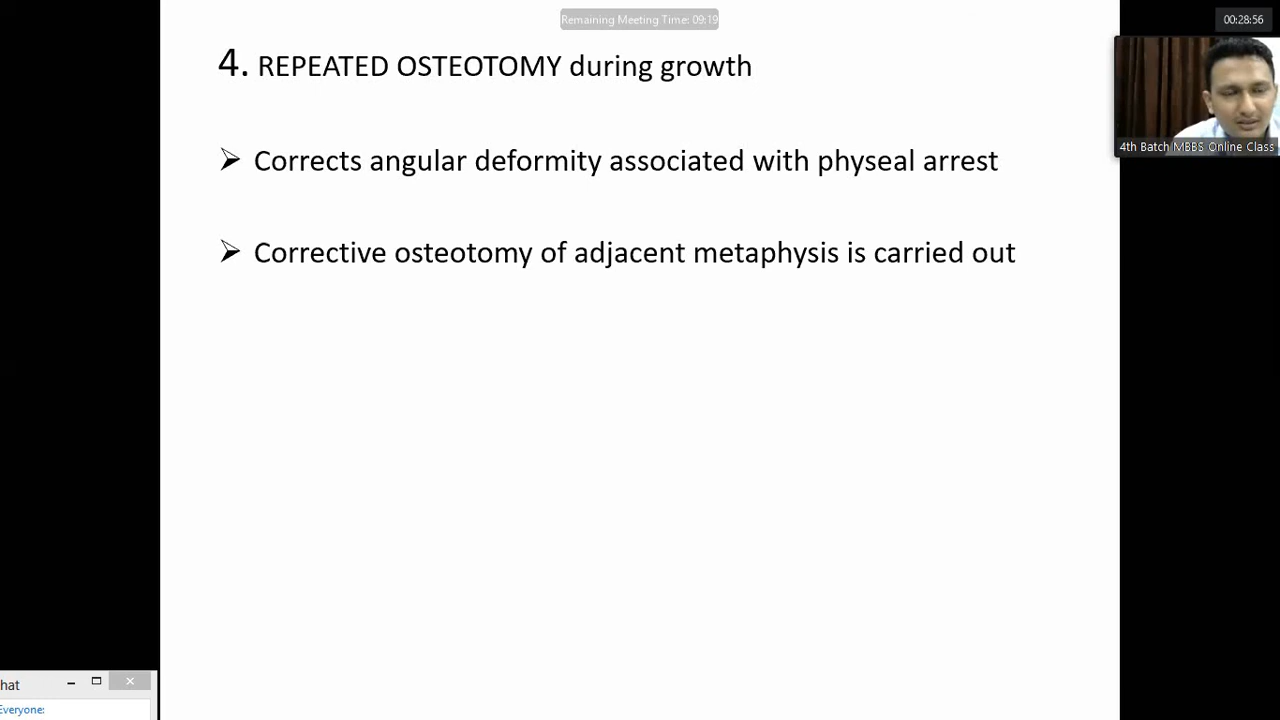 Remaining Meeting Time: 09:19
00:28:56
4. REPEATED OSTEOTOMY during growth
4th Batch MBBS Online Class
➢ Corrects angular deformity associated with physeal arrest
➢ Corrective osteotomy of adjacent metaphysis is carried out
hat
Everyone: